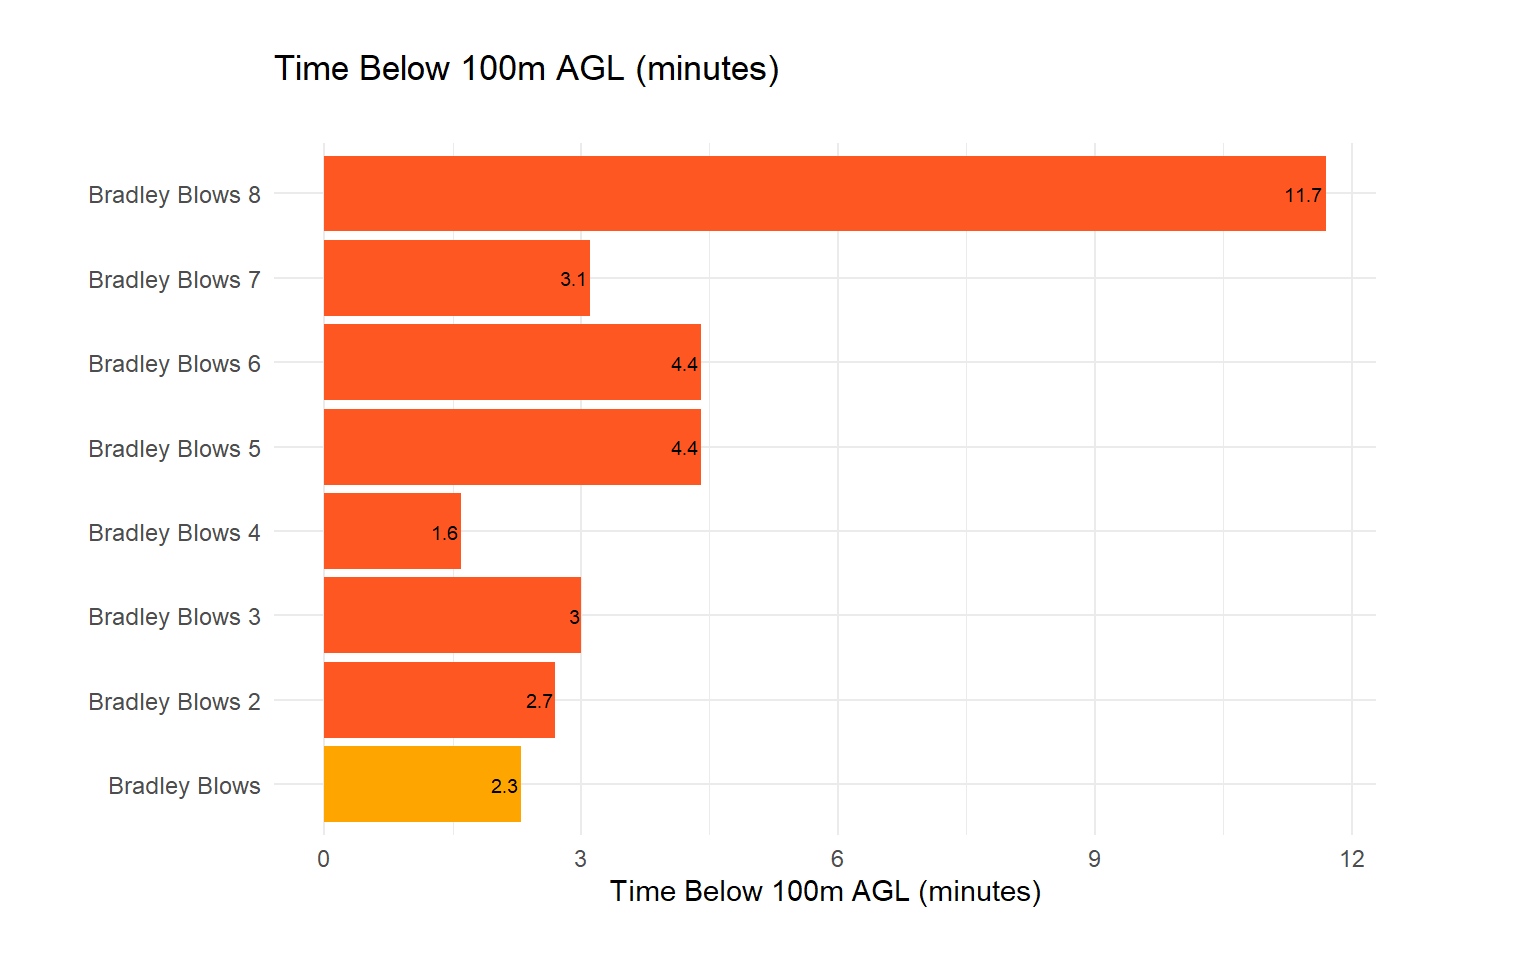 Time Below 100m AGL (minutes)
Bradley Blows 8
11.7
Bradley Blows 7
3.1
Bradley Blows 6
4.4
Bradley Blows 5
4.4
Bradley Blows 4
1.6
Bradley Blows 3
3
Bradley Blows 2
2.7
Bradley Blows
2.3
0 3 6 9 12
Time Below 100m AGL (minutes)